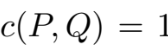 c(P, Q) = 1